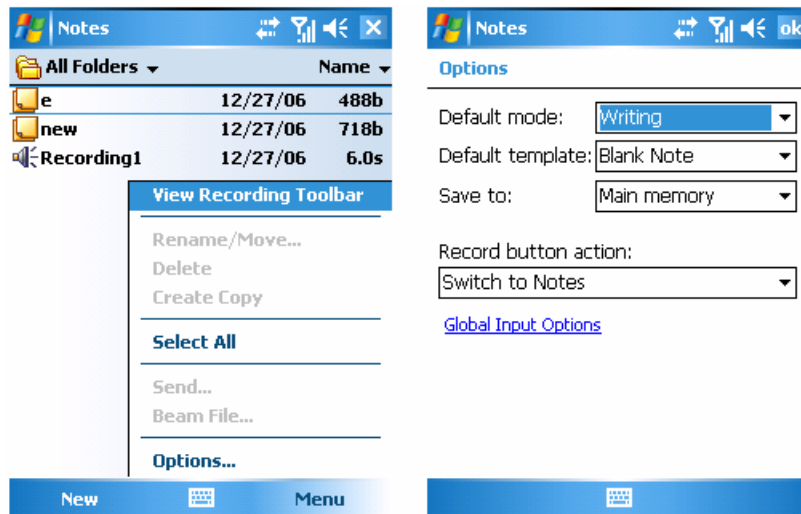 Notes
All Folders Name
e 12/27/06 488b
new 12/27/06 718b
Recording1 12/27/06 6.0s
View Recording Toolbar
Rename/Move...
Delete
Create Copy
Select All
Send...
Beam File...
Options...
New Menu
Notes ok
Options
Default mode: Writing
Default template: Blank Note
Save to: Main memory
Record button action:
Switch to Notes
Global Input Options